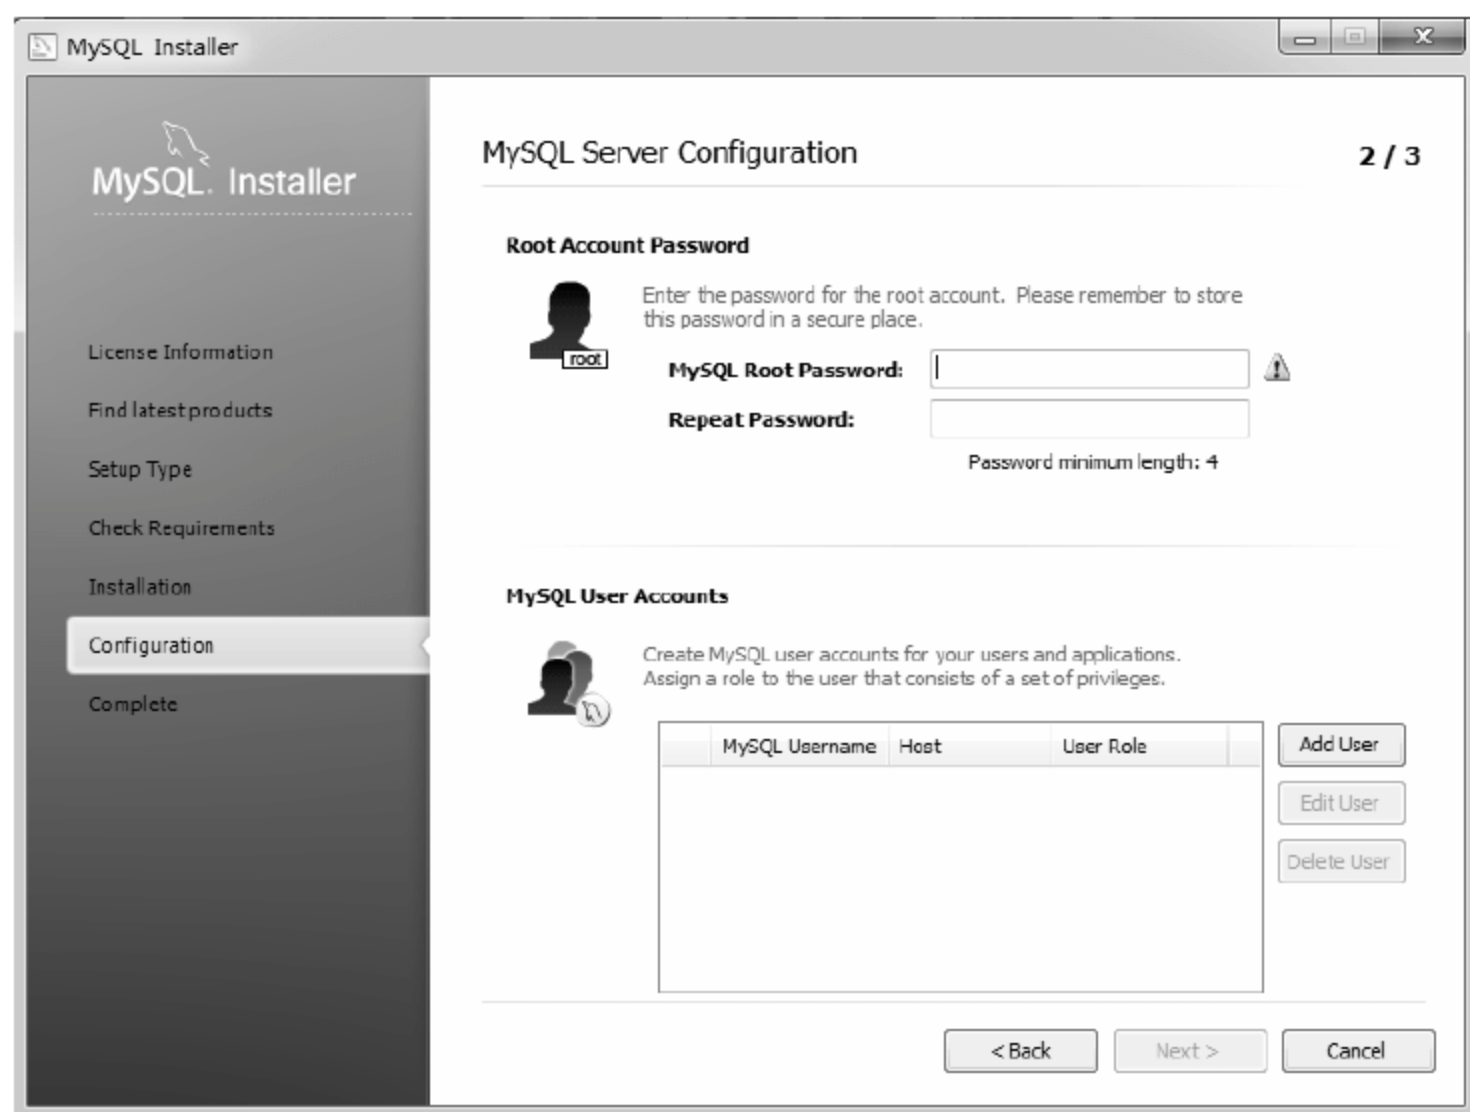 MySQL Installer
MySQL. Installer
License Information
Find latest products
Setup Type
Check Requirements
Installation
Configuration
Complete
MySQL Server Configuration
2 / 3
Root Account Password
Enter the password for the root account. Please remember to store
this password in a secure place.
root
MySQL Root Password:
Repeat Password:
Password minimum length: 4
MySQL User Accounts
Create MySQL user accounts for your users and applications.
Assign a role to the user that consists of a set of privileges.
MySQL Username Host User Role
Add User
Edit User
Delete User
< Back Next > Cancel